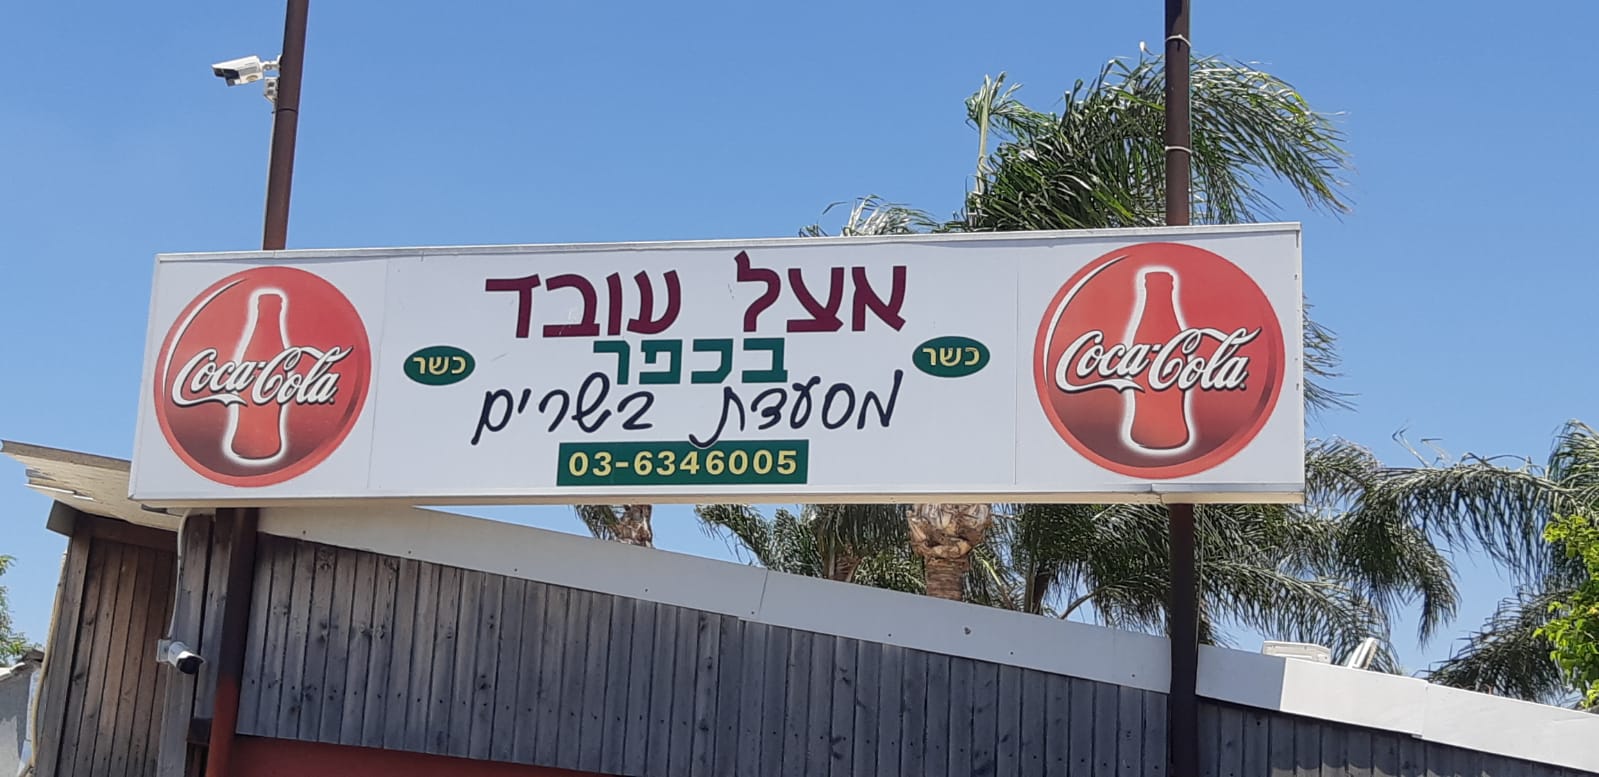 אצל עובד
בכפר
כשר
כשר
מסעדת בשרים
03-6346005
Coca-Cola
Coca-Cola